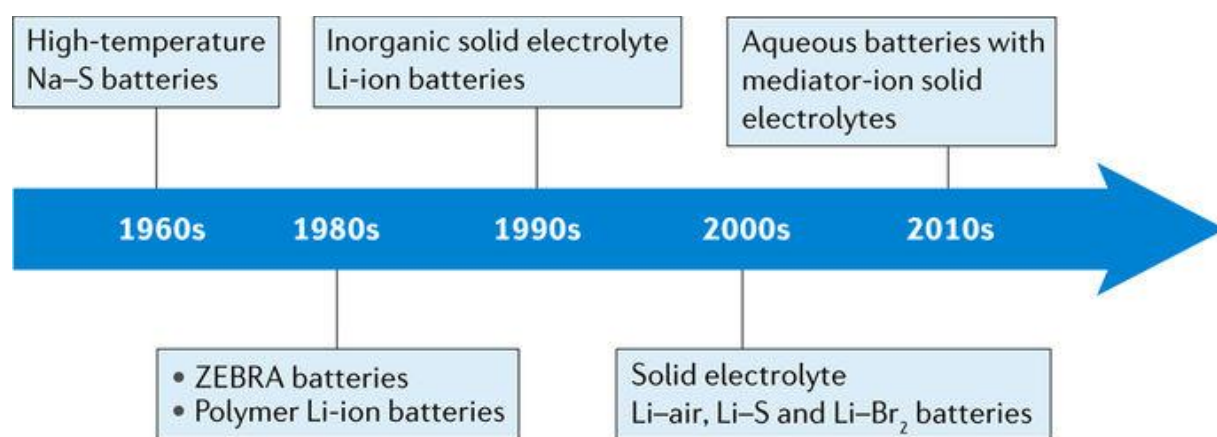 High-temperature
Na–S batteries
Inorganic solid electrolyte
Li-ion batteries
Aqueous batteries with
mediator-ion solid
electrolytes
1960s 1980s 1990s 2000s 2010s
• ZEBRA batteries
• Polymer Li-ion batteries
Solid electrolyte
Li–air, Li–S and Li–Br₂ batteries